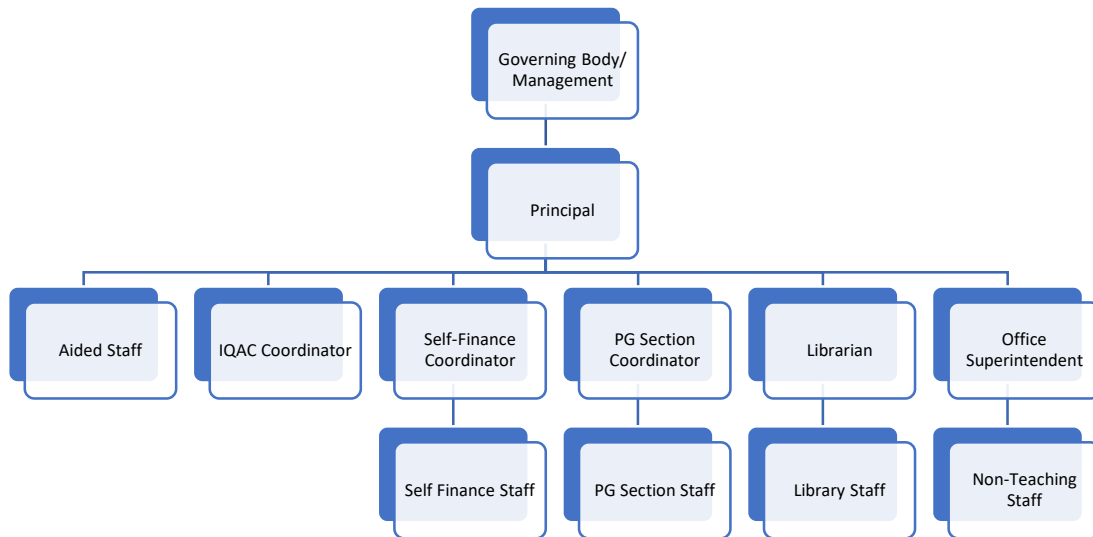 Governing Body/
Management
Principal
Aided Staff
IQAC Coordinator
Self-Finance
Coordinator
PG Section
Coordinator
Librarian
Office
Superintendent
Self Finance Staff
PG Section Staff
Library Staff
Non-Teaching
Staff